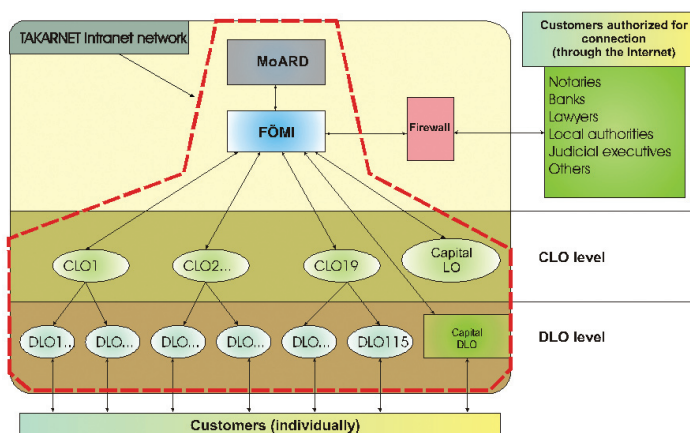 TAKARNET Intranet network
MoARD
FÖMI
Firewall
Customers authorized for
connection
(through the Internet)
Notaries
Banks
Lawyers
Local authorities
Judicial executives
Others
CLO1
CLO2...
CLO19
Capital
LO
CLO level
DLO1..
DLO...
DLO...
DLO...
DLO...
DLO115
Capital
DLO
DLO level
Customers (individually)